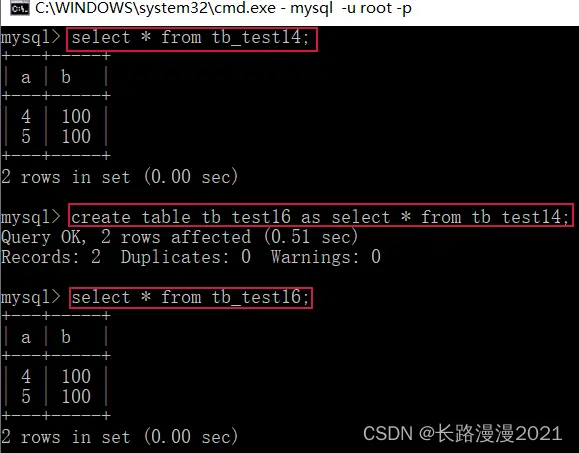 C:\WINDOWS\system32\cmd.exe - mysql -u root -p
mysql> select * from tb_test14;
+---+-----+
| a | b   |
+---+-----+
| 4 | 100 |
| 5 | 100 |
+---+-----+
2 rows in set (0.00 sec)
mysql> create table tb_test16 as select * from tb_test14;
Query OK, 2 rows affected (0.51 sec)
Records: 2  Duplicates: 0  Warnings: 0
mysql> select * from tb_test16;
+---+-----+
| a | b   |
+---+-----+
| 4 | 100 |
| 5 | 100 |
+---+-----+
2 rows in set (0.00 sec)
CSDN @长路漫漫2021